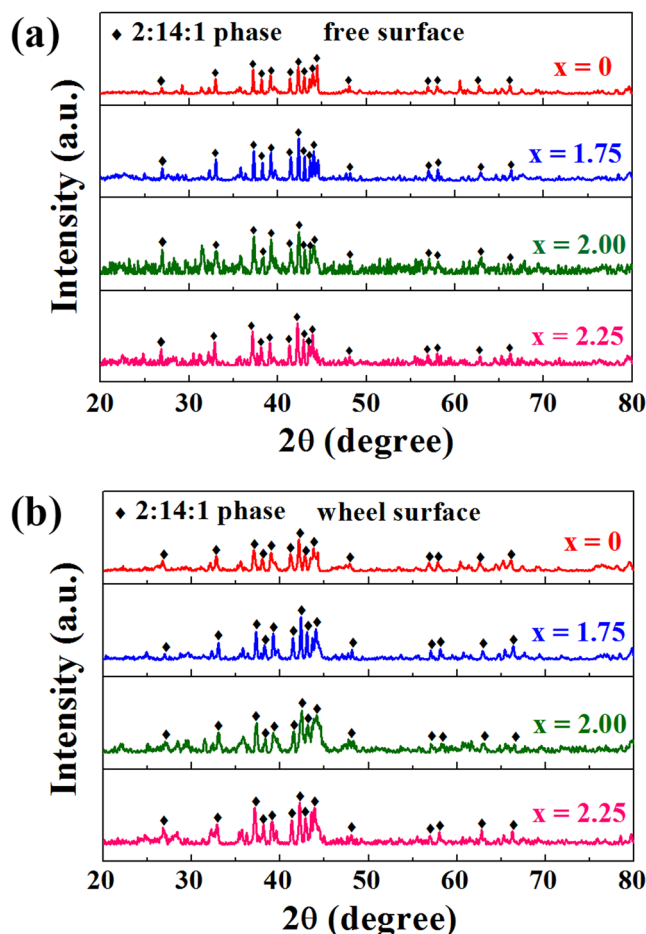 (a)
♦ 2:14:1 phase free surface
x = 0
x = 1.75
x = 2.00
x = 2.25
Intensity (a.u.)
20 30 40 50 60 70 80
2θ (degree)
(b)
♦ 2:14:1 phase wheel surface
x = 0
x = 1.75
x = 2.00
x = 2.25
Intensity (a.u.)
20 30 40 50 60 70 80
2θ (degree)